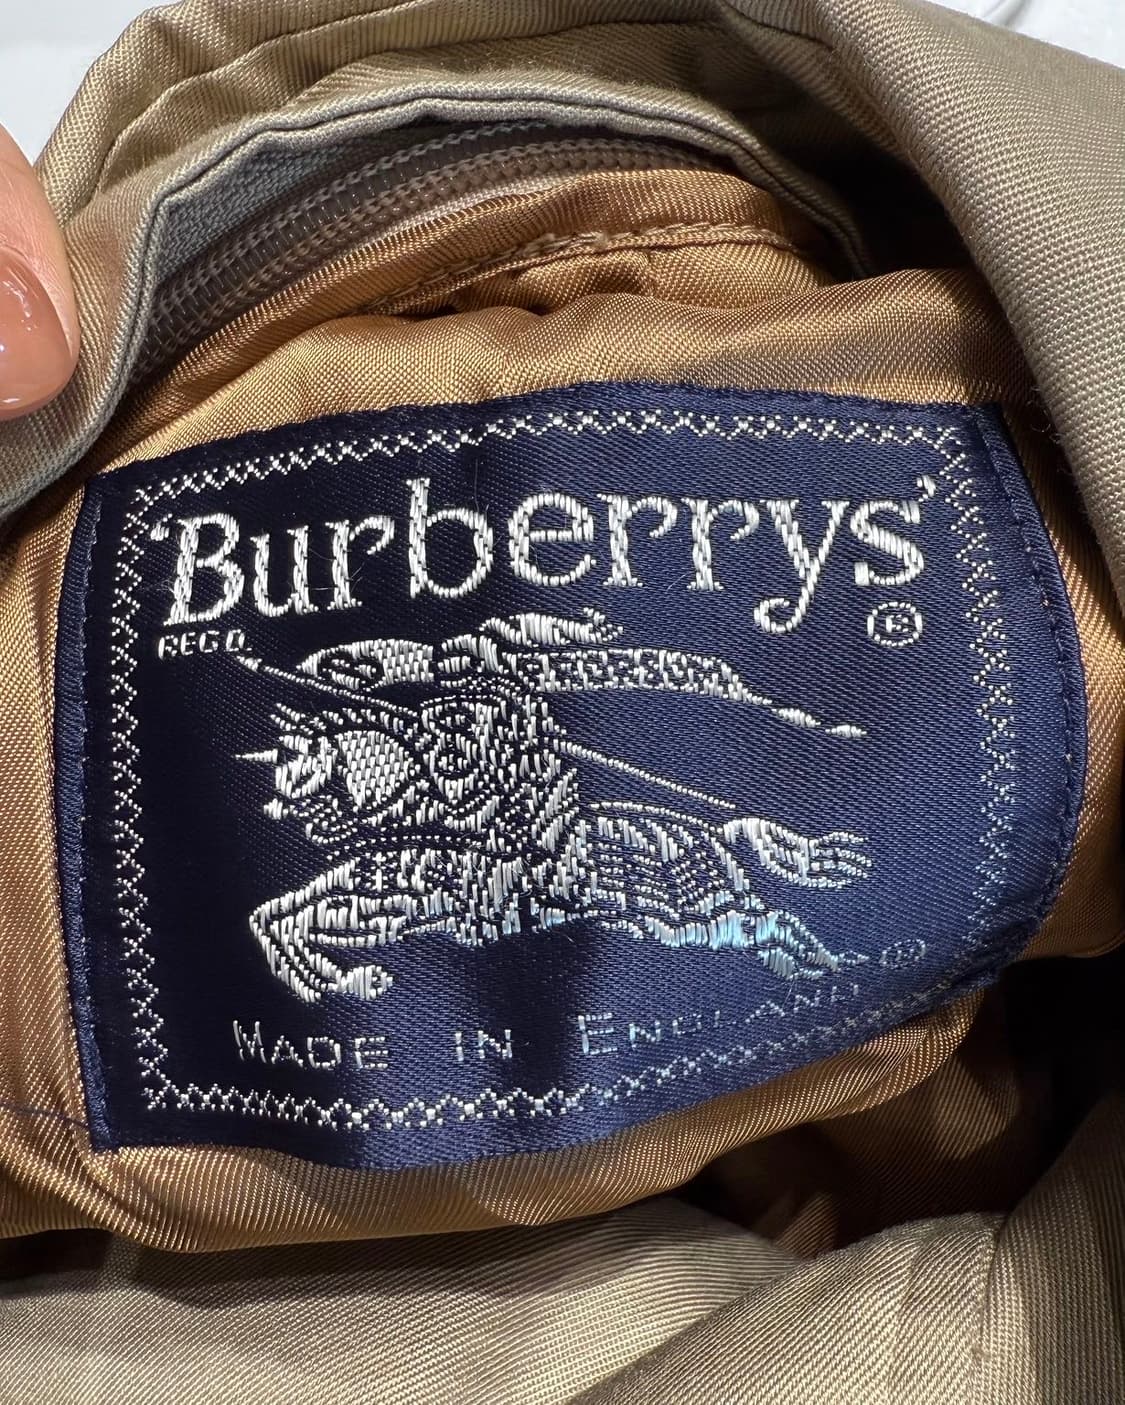 'Burberrys'
REGD. ®
®
MADE IN ENGLAND